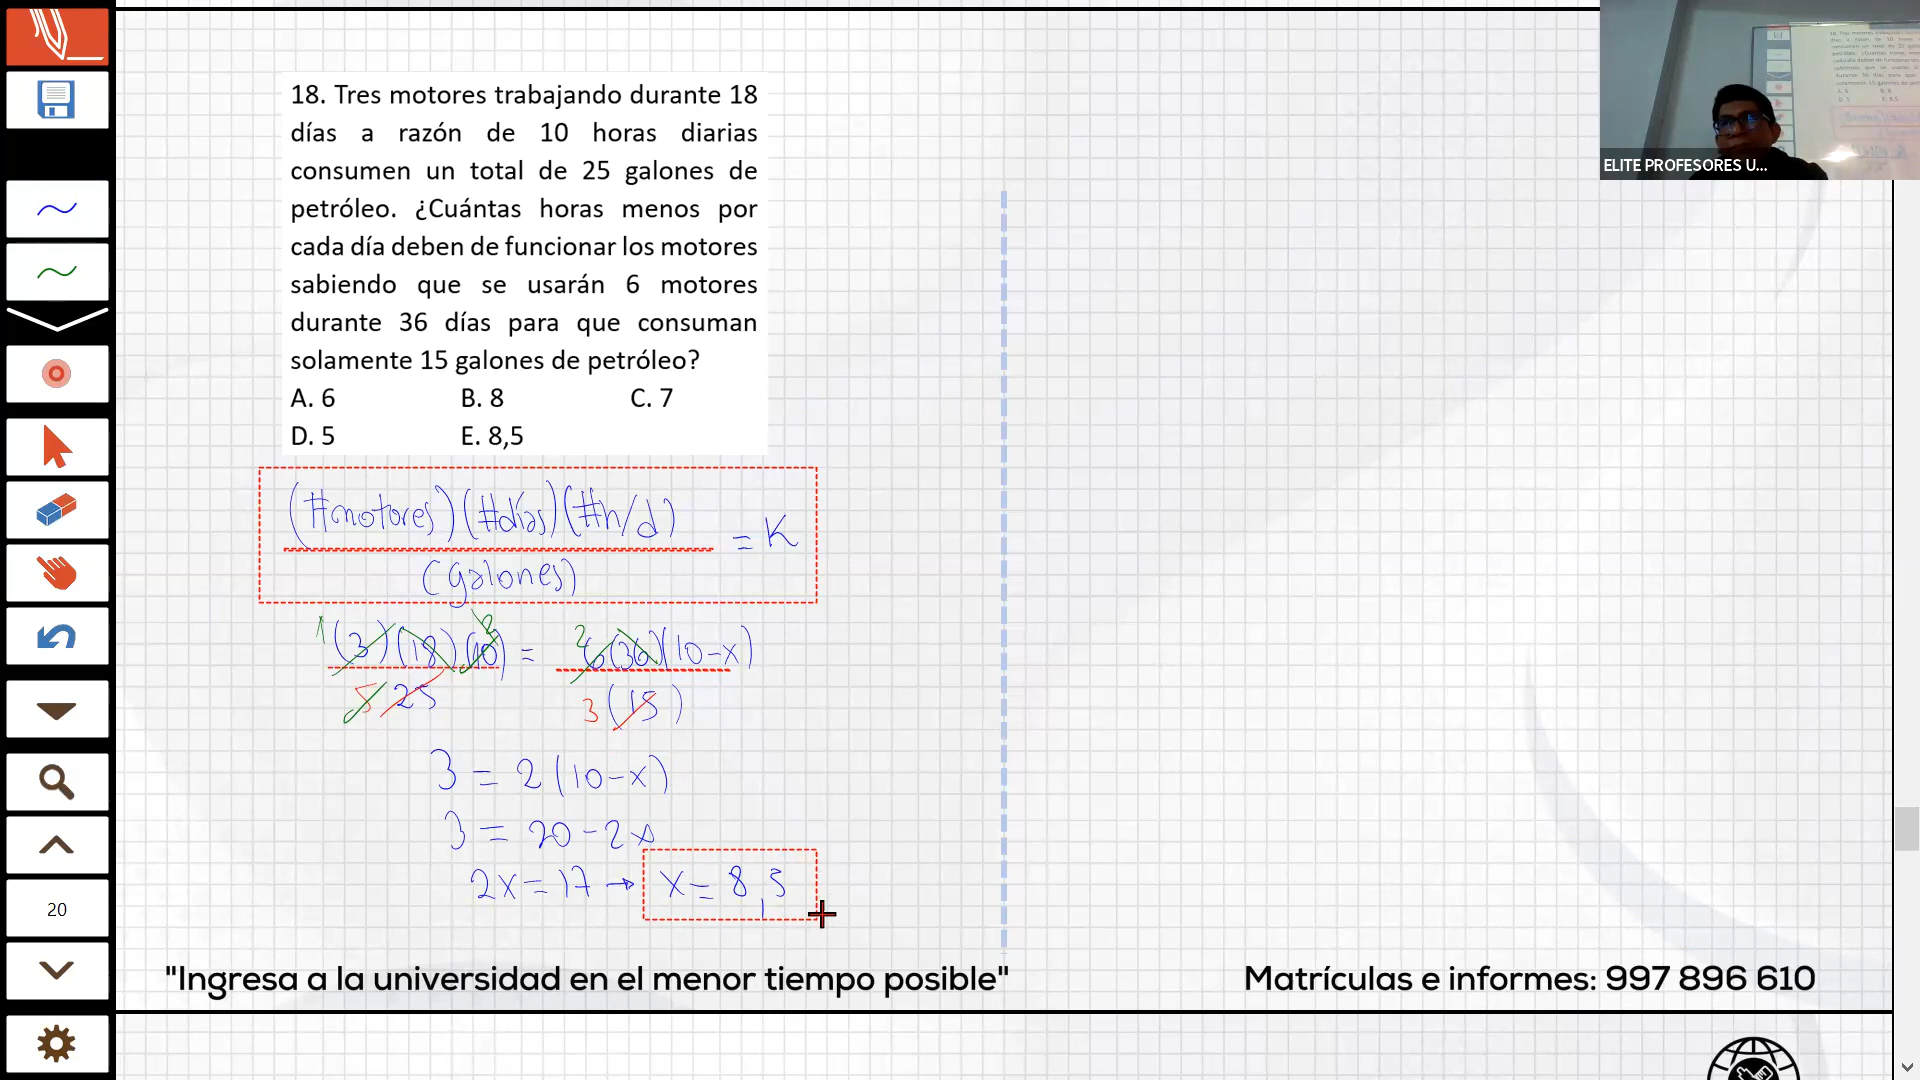 18. Tres motores trabajando durante 18
días a razón de 10 horas diarias
consumen un total de 25 galones de
petróleo. ¿Cuántas horas menos por
cada día deben de funcionar los motores
sabiendo que se usarán 6 motores
durante 36 días para que consuman
solamente 15 galones de petróleo?
A. 6 B. 8 C. 7
D. 5 E. 8,5
(#motores)(#días)(#h/d)
= K
(galones)
1 (3)(18)(10) 2 = 2 6(36)(10-x)
5 25 3 (15)
3 = 2(10-x)
3 = 20-2x
2x=17 → x = 8,5
20
"Ingresa a la universidad en el menor tiempo posible" Matrículas e informes: 997 896 610
ELITE PROFESORES U...